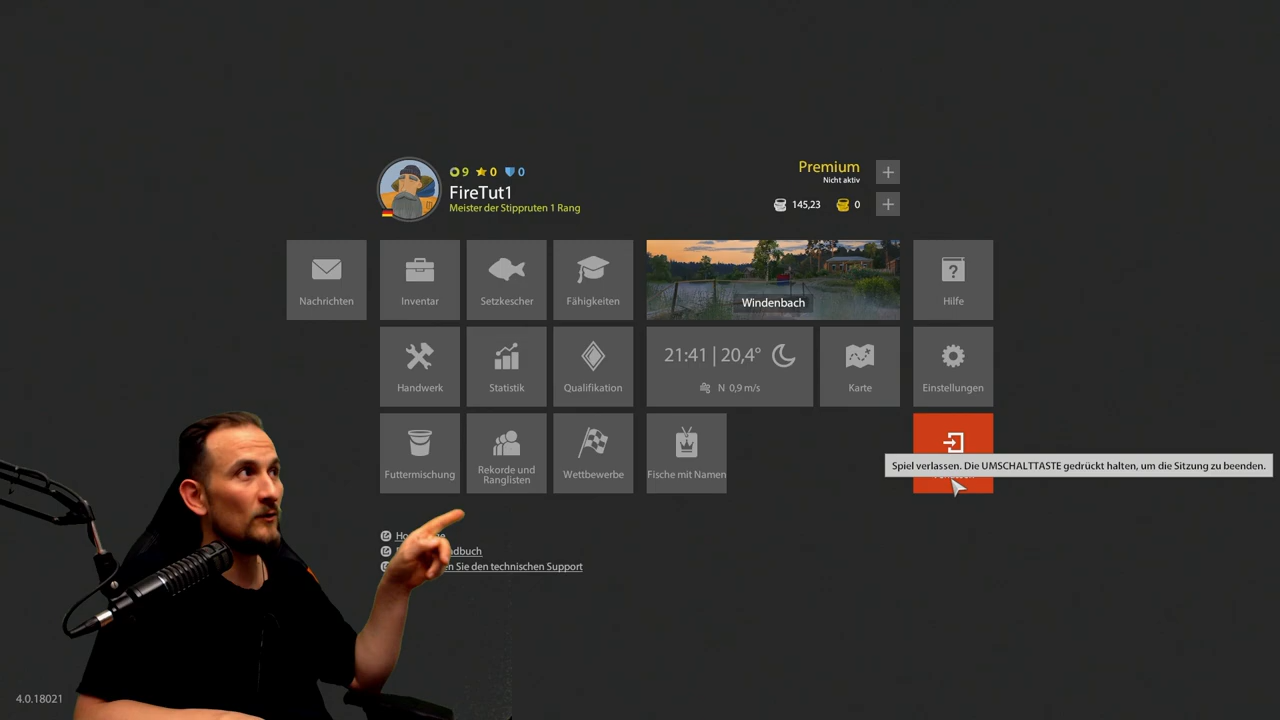 9 0 0
FireTut1
Meister der Stippruten 1 Rang
Premium
Nicht aktiv
145,23 0
Nachrichten
Inventar
Setzkescher
Fähigkeiten
Windenbach
Hilfe
Handwerk
Statistik
Qualifikation
21:41 | 20,4°
N 0,9 m/s
Karte
Einstellungen
Futtermischung
Rekorde und
Ranglisten
Wettbewerbe
Fische mit Namen
Spiel verlassen. Die UMSCHALTTASTE gedrückt halten, um die Sitzung zu beenden.
Sie den technischen Support
4.0.18021